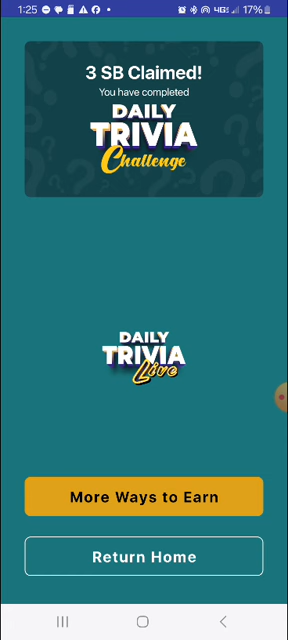 1:25
4G 17%
3 SB Claimed!
You have completed
DAILY
TRIVIA
Challenge
DAILY
TRIVIA
Live
More Ways to Earn
Return Home